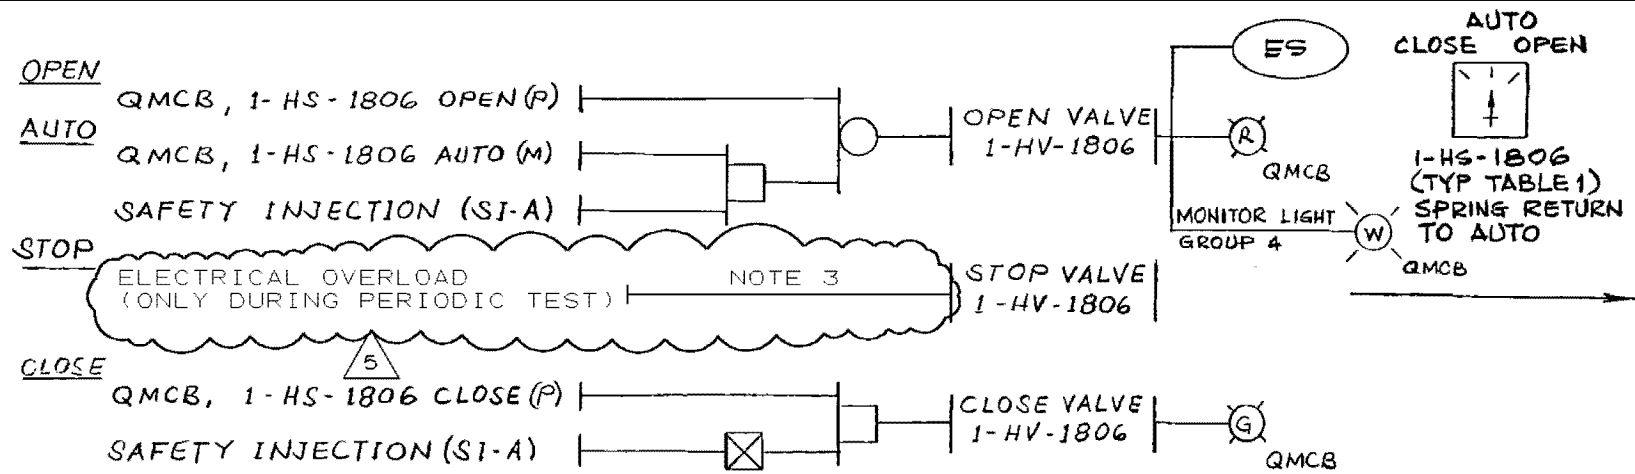 OPEN
QMCB, 1-HS-1806 OPEN(P)
AUTO
QMCB, 1-HS-1806 AUTO (M)
SAFETY INJECTION (SI-A)
OPEN VALVE
1-HV-1806
ES
R
QMCB
MONITOR LIGHT
GROUP 4
W
QMCB
AUTO
CLOSE OPEN
1-HS-1806
(TYP TABLE 1)
SPRING RETURN
TO AUTO
STOP
ELECTRICAL OVERLOAD
(ONLY DURING PERIODIC TEST)
NOTE 3
STOP VALVE
1-HV-1806
5
CLOSE
QMCB, 1-HS-1806 CLOSE(P)
SAFETY INJECTION (SI-A)
CLOSE VALVE
1-HV-1806
G
QMCB